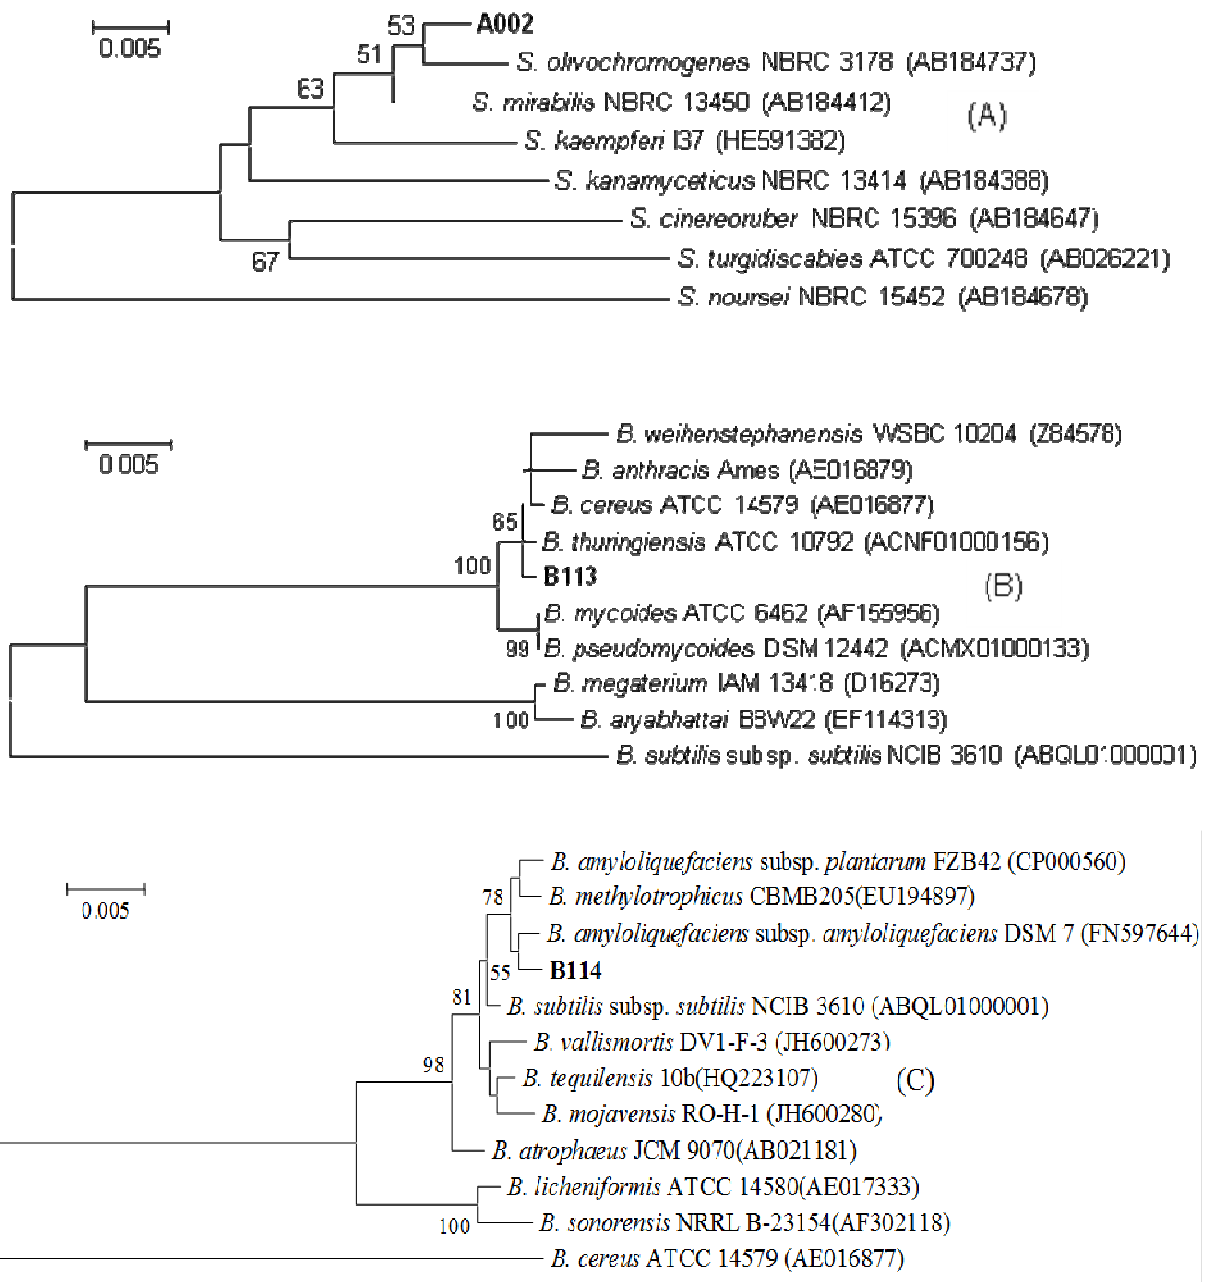 53 A002
0.005
51 S. olivochromogenes NBRC 3178 (AB184737)
63 S. mirabilis NBRC 13450 (AB184412)
(A)
S. kaempferi I37 (HE591382)
S. kanamyceticus NBRC 13414 (AB184388)
S. cinereoruber NBRC 15396 (AB184647)
67 S. turgidiscabies ATCC 700248 (AB026221)
S. noursei NBRC 15452 (AB184678)
B. weihenstephanensis WSBC 10204 (Z84578)
0.005
B. anthracis Ames (AE016879)
B. cereus ATCC 14579 (AE016877)
65
B. thuringiensis ATCC 10792 (ACNF01000156)
100 B113
(B)
B. mycoides ATCC 6462 (AF155956)
99 B. pseudomycoides DSM 12442 (ACMX01000133)
B. megaterium IAM 13418 (D16273)
100 B. aryabhattai B8W22 (EF114313)
B. subtilis subsp. subtilis NCIB 3610 (ABQL01000001)
B. amyloliquefaciens subsp. plantarum FZB42 (CP000560)
0.005
78 B. methylotrophicus CBMB205(EU194897)
B. amyloliquefaciens subsp. amyloliquefaciens DSM 7 (FN597644)
55 B114
81 B. subtilis subsp. subtilis NCIB 3610 (ABQL01000001)
B. vallismortis DV1-F-3 (JH600273)
98 B. tequilensis 10b(HQ223107)
(C)
B. mojavensis RO-H-1 (JH600280)
B. atrophaeus JCM 9070(AB021181)
B. licheniformis ATCC 14580(AE017333)
100 B. sonorensis NRRL B-23154(AF302118)
B. cereus ATCC 14579 (AE016877)